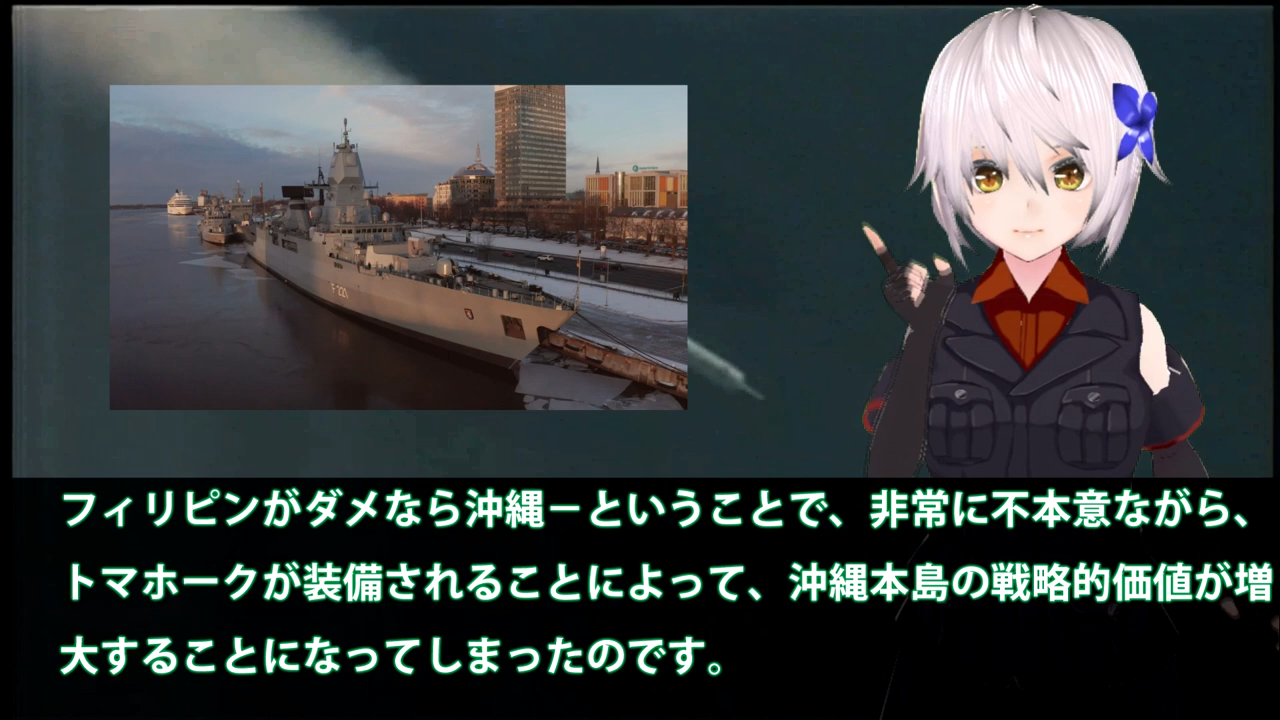 F 221
フィリピンがダメなら沖縄－ということで、非常に不本意ながら、
トマホークが装備されることによって、沖縄本島の戦略的価値が増
大することになってしまったのです。